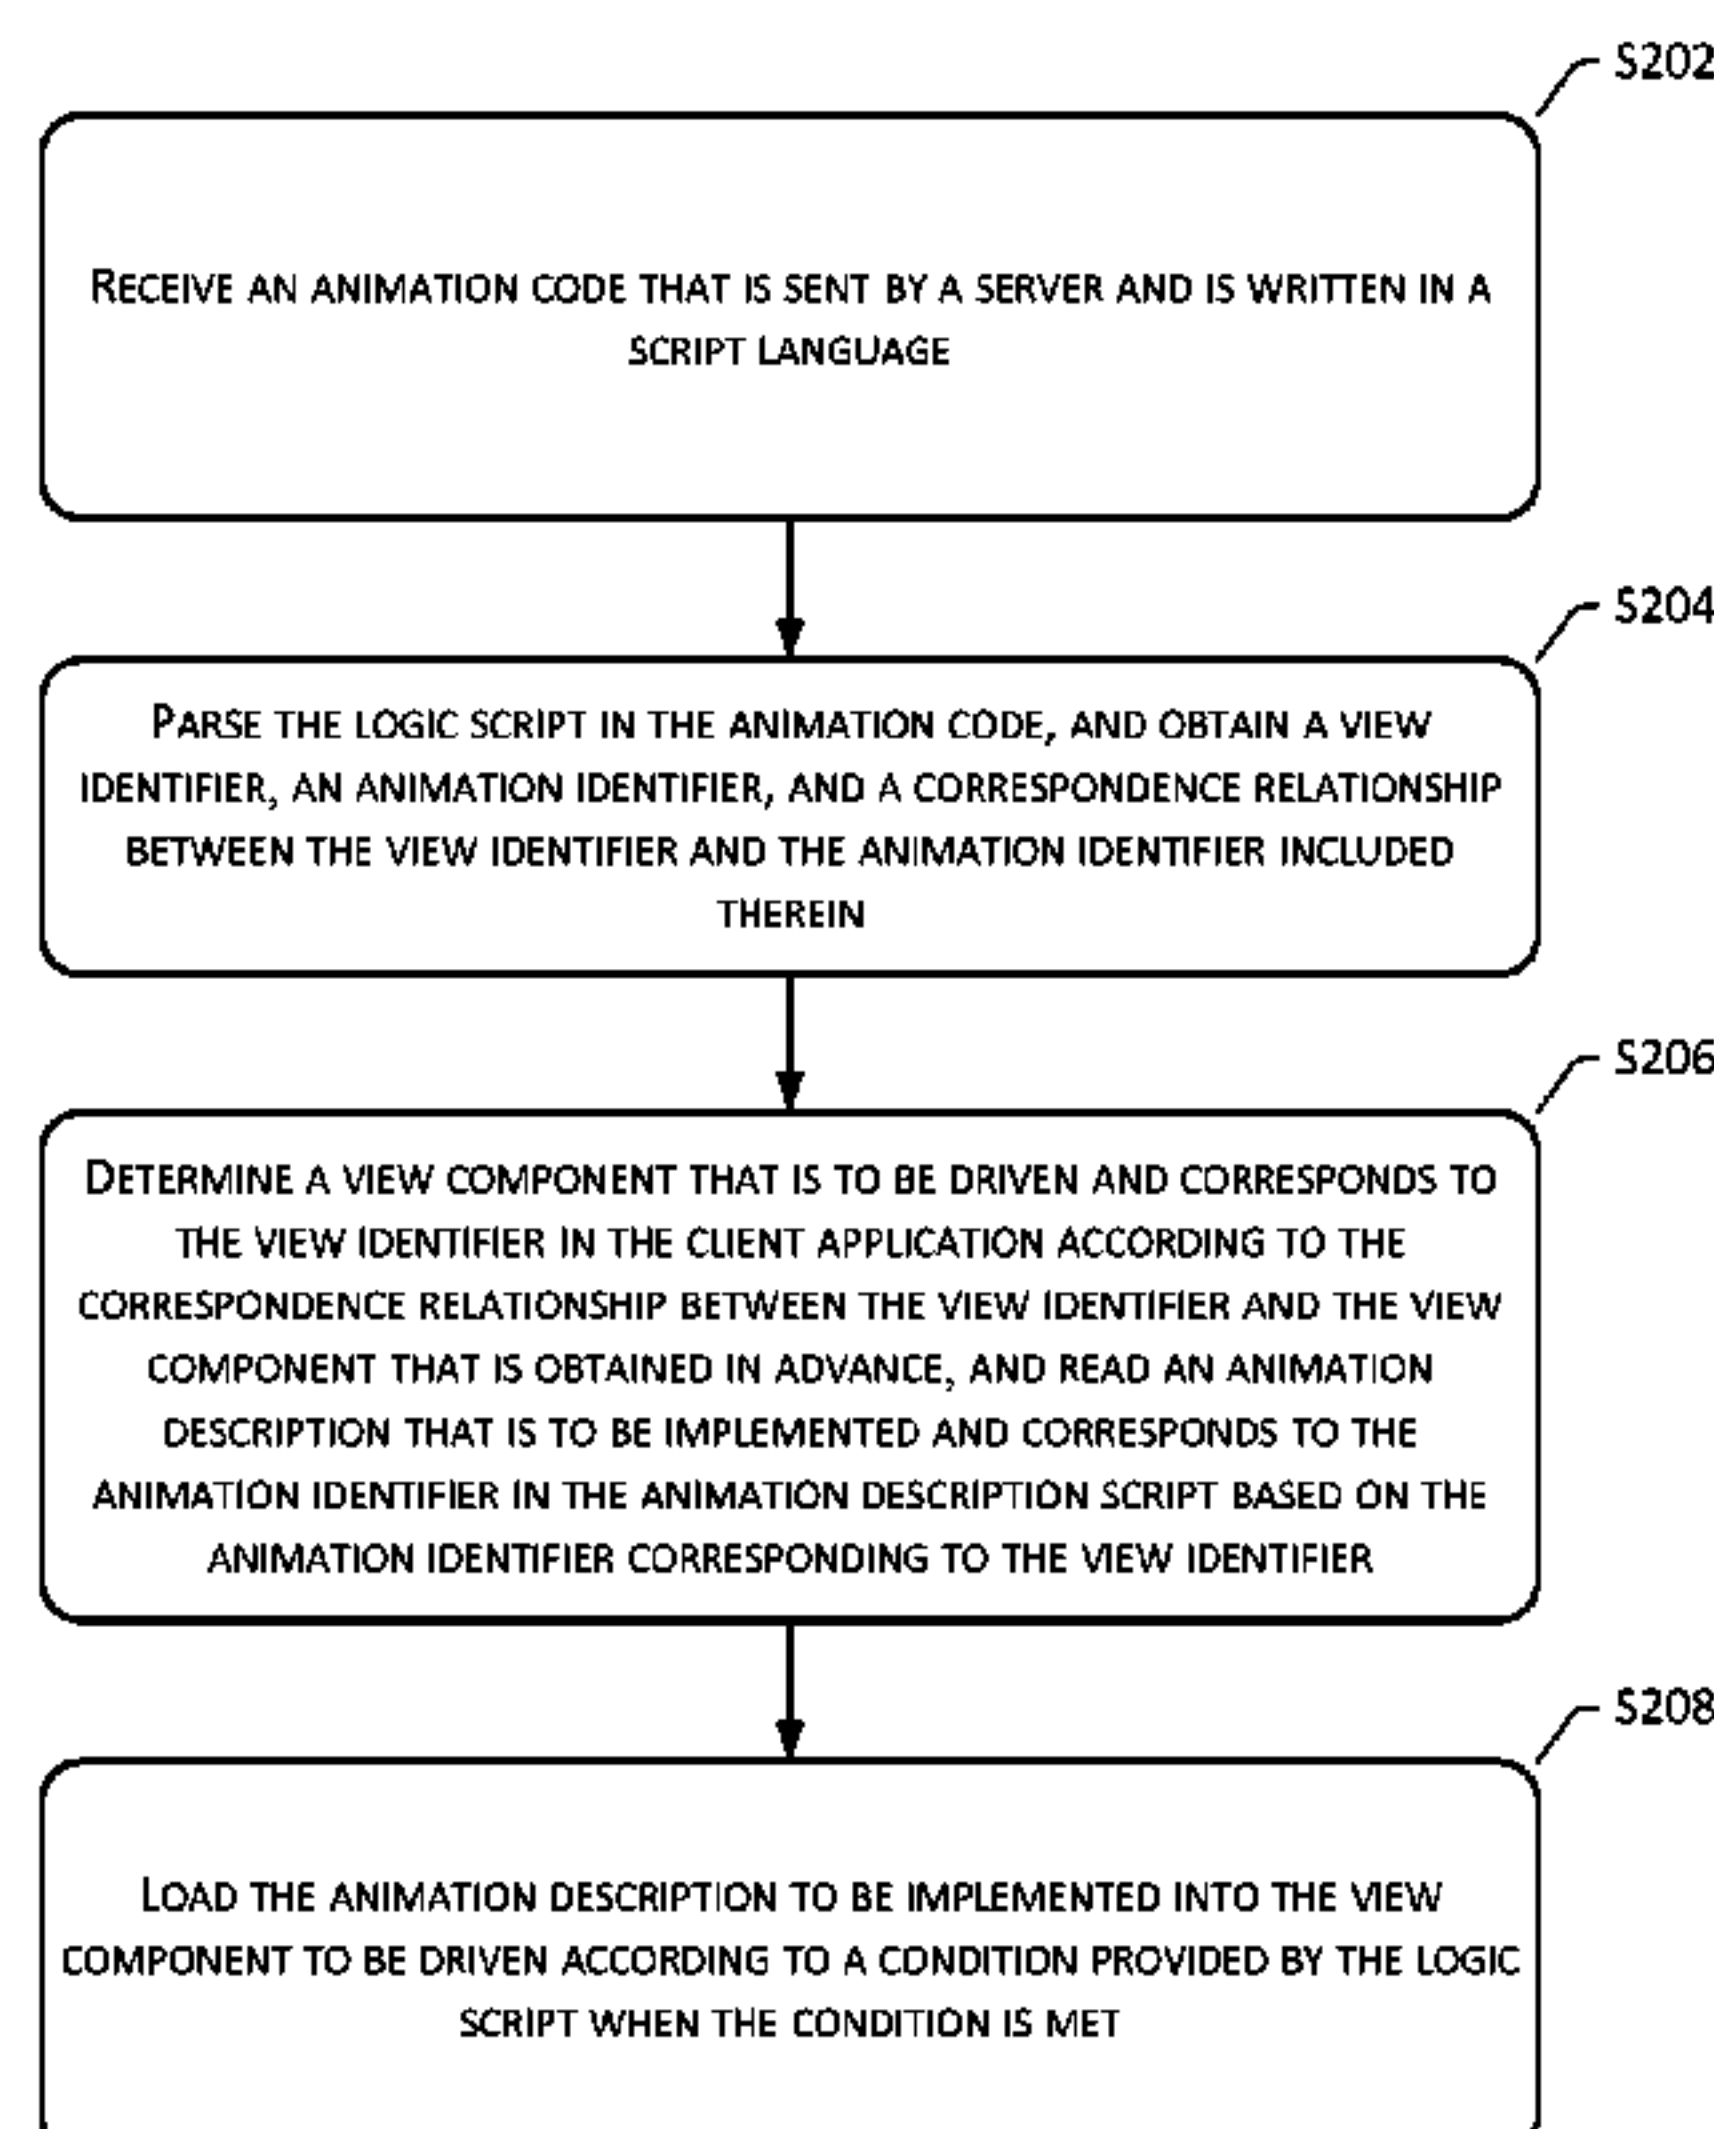 S202
RECEIVE AN ANIMATION CODE THAT IS SENT BY A SERVER AND IS WRITTEN IN A
SCRIPT LANGUAGE
S204
PARSE THE LOGIC SCRIPT IN THE ANIMATION CODE, AND OBTAIN A VIEW
IDENTIFIER, AN ANIMATION IDENTIFIER, AND A CORRESPONDENCE RELATIONSHIP
BETWEEN THE VIEW IDENTIFIER AND THE ANIMATION IDENTIFIER INCLUDED
THEREIN
S206
DETERMINE A VIEW COMPONENT THAT IS TO BE DRIVEN AND CORRESPONDS TO
THE VIEW IDENTIFIER IN THE CLIENT APPLICATION ACCORDING TO THE
CORRESPONDENCE RELATIONSHIP BETWEEN THE VIEW IDENTIFIER AND THE VIEW
COMPONENT THAT IS OBTAINED IN ADVANCE, AND READ AN ANIMATION
DESCRIPTION THAT IS TO BE IMPLEMENTED AND CORRESPONDS TO THE
ANIMATION IDENTIFIER IN THE ANIMATION DESCRIPTION SCRIPT BASED ON THE
ANIMATION IDENTIFIER CORRESPONDING TO THE VIEW IDENTIFIER
S208
LOAD THE ANIMATION DESCRIPTION TO BE IMPLEMENTED INTO THE VIEW
COMPONENT TO BE DRIVEN ACCORDING TO A CONDITION PROVIDED BY THE LOGIC
SCRIPT WHEN THE CONDITION IS MET